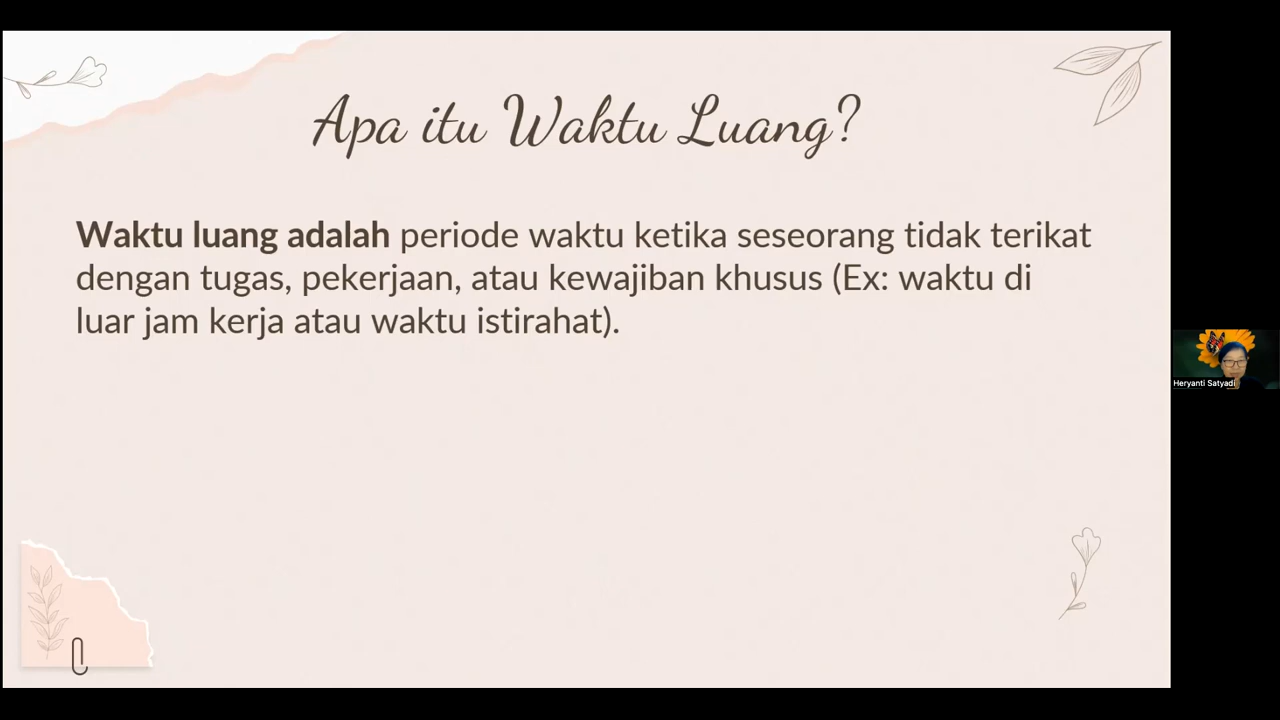 Apa itu Waktu Luang?
Waktu luang adalah periode waktu ketika seseorang tidak terikat
dengan tugas, pekerjaan, atau kewajiban khusus (Ex: waktu di
luar jam kerja atau waktu istirahat).
Heryanti Satyadi